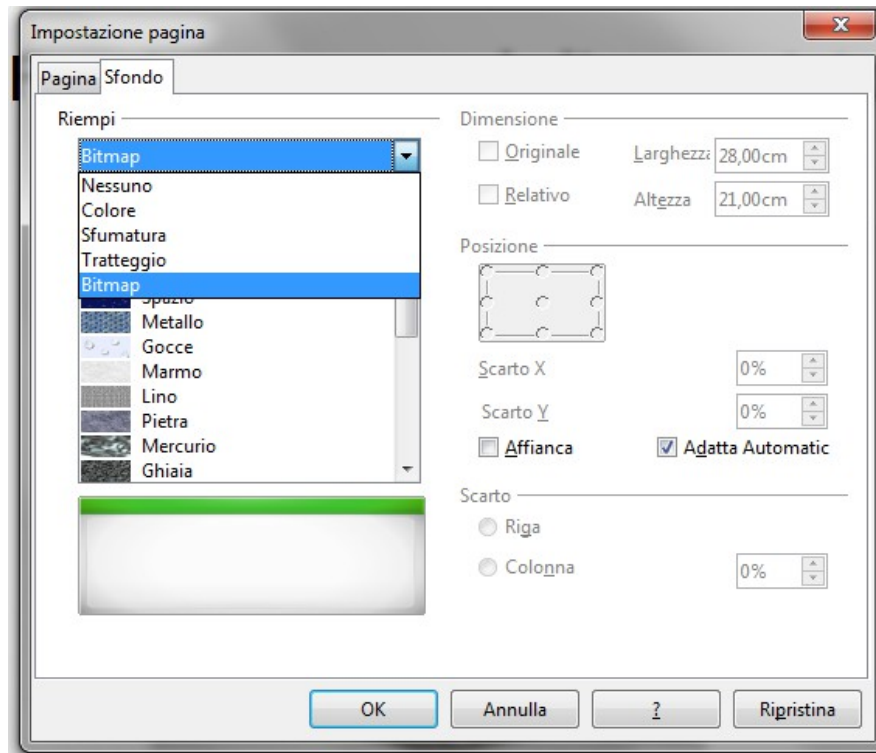 Impostazione pagina
Pagina Sfondo
Riempi
Bitmap
Nessuno
Colore
Sfumatura
Tratteggio
Bitmap
Spazio
Metallo
Gocce
Marmo
Lino
Pietra
Mercurio
Ghiaia
Dimensione
Originale Larghezza 28,00cm
Relativo Altezza 21,00cm
Posizione
Scarto X 0%
Scarto Y 0%
Affianca Adatta Automatic
Scarto
Riga
Colonna 0%
OK Annulla ? Ripristina